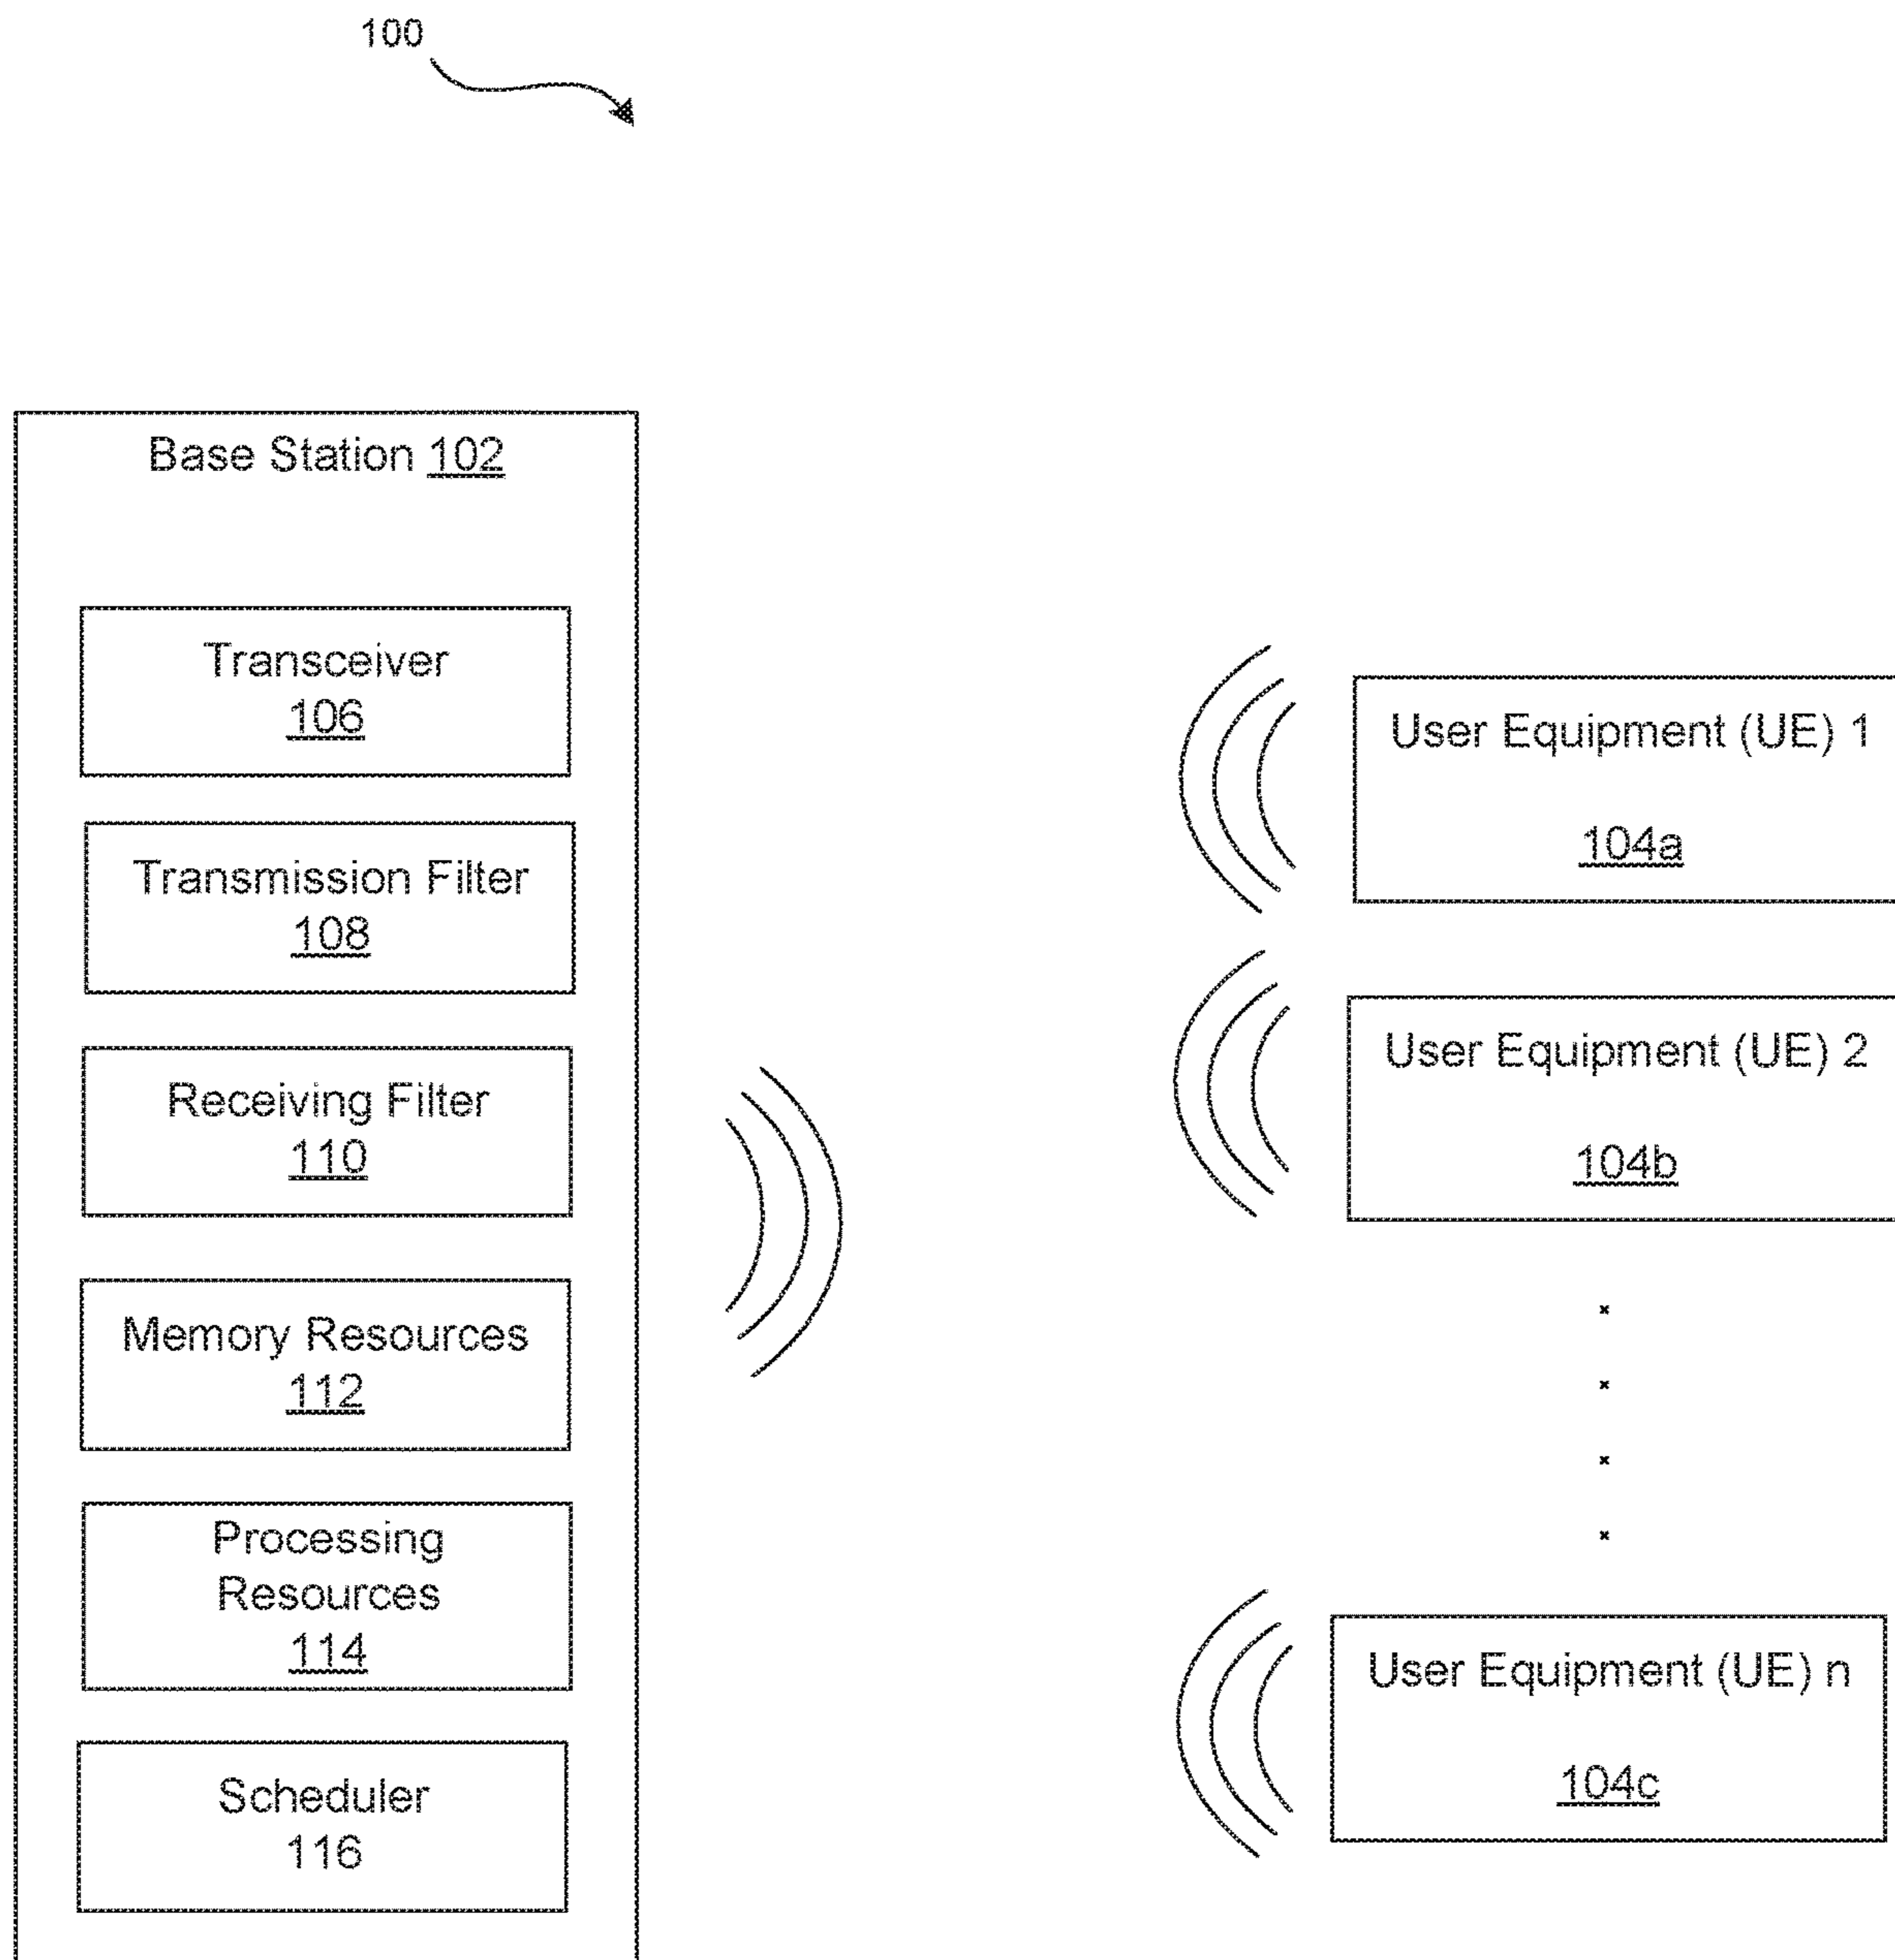 100
Base Station 102
Transceiver
106
Transmission Filter
108
Receiving Filter
110
Memory Resources
112
Processing
Resources
114
Scheduler
116
User Equipment (UE) 1
104a
User Equipment (UE) 2
104b
User Equipment (UE) n
104c